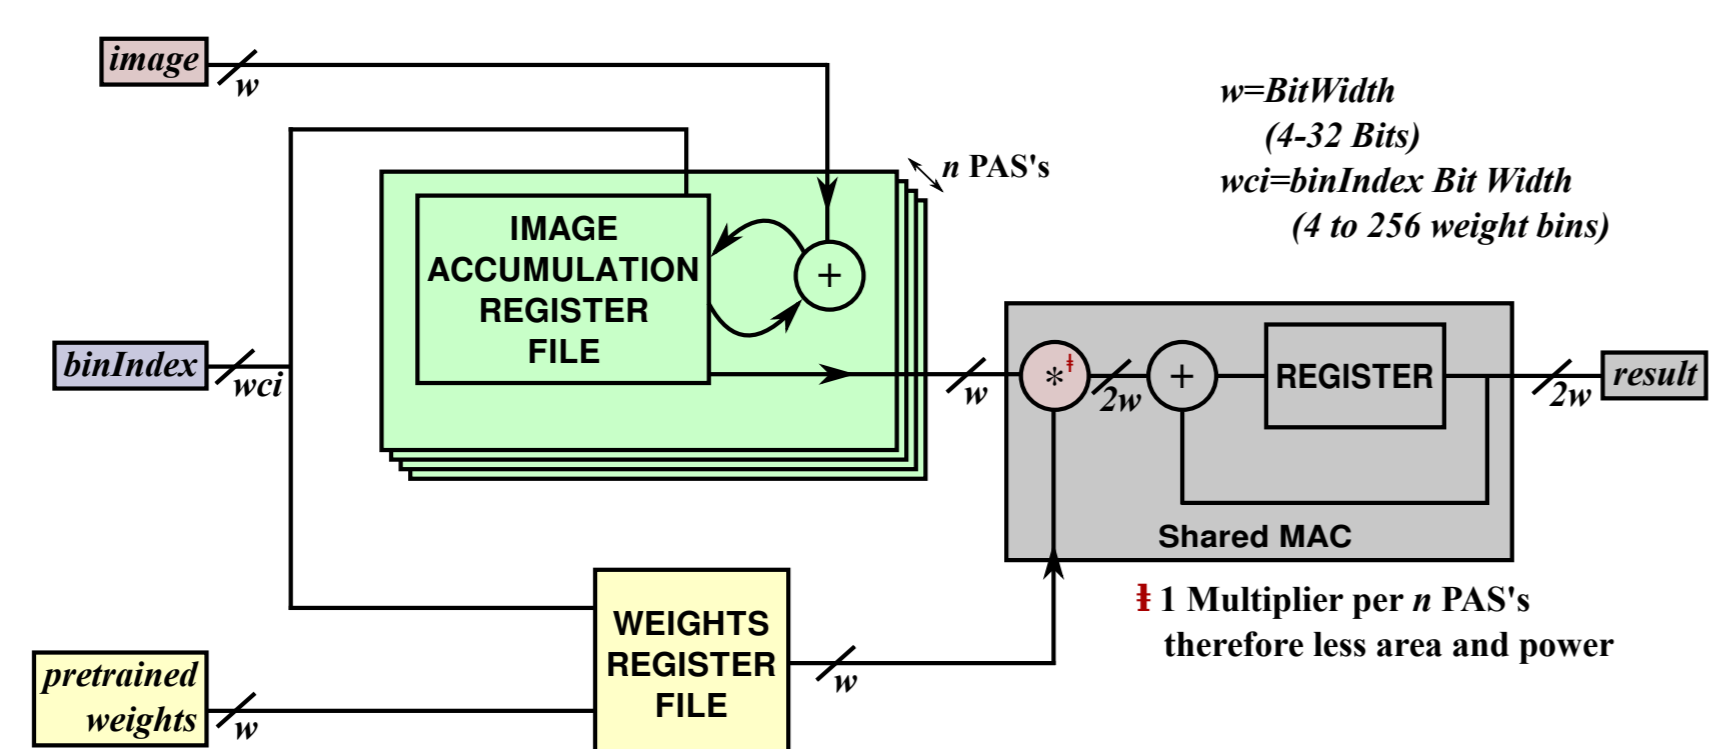 image
w
w=BitWidth
(4-32 Bits)
n PAS's
wci=binIndex Bit Width
(4 to 256 weight bins)
IMAGE
ACCUMULATION
REGISTER
FILE
+
binIndex
wci
w
*ǂ
2w
+
REGISTER
2w
result
Shared MAC
ǂ 1 Multiplier per n PAS's
therefore less area and power
WEIGHTS
REGISTER
FILE
w
pretrained
weights
w